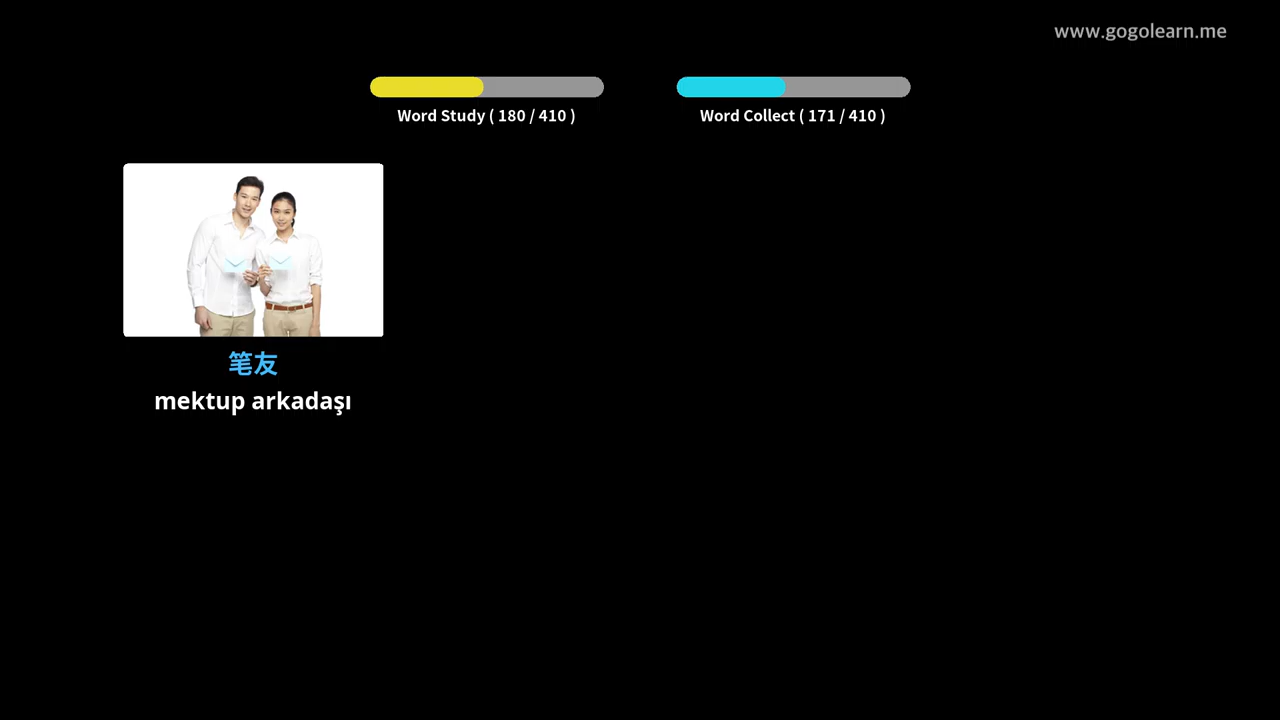 www.gogolearn.me
Word Study ( 180 / 410 )
Word Collect ( 171 / 410 )
笔友
mektup arkadaşı